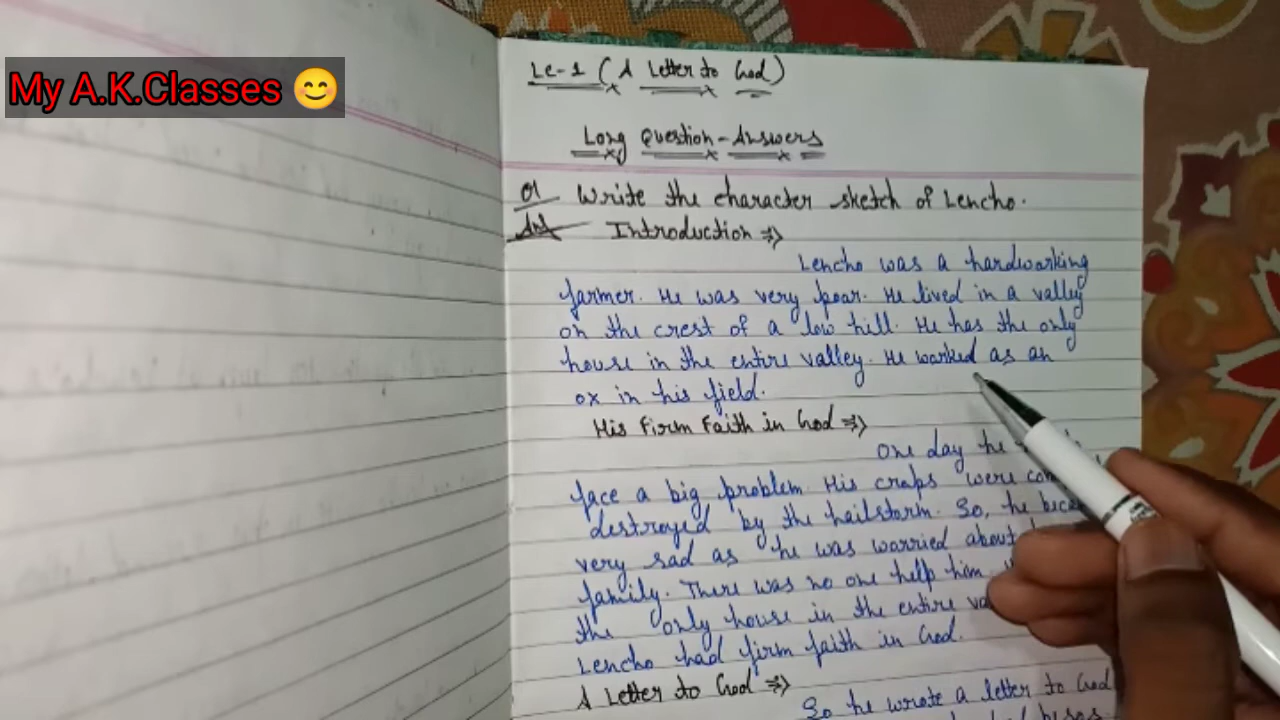 My A.K.Classes 😊
Le-1 (A Letter to God)
Long Question-Answers
Q1 Write the character sketch of Lencho.
Ans Introduction ⇒
Lencho was a hardworking
farmer. He was very poor. He lived in a valley
on the crest of a low hill. He has the only
house in the entire valley. He worked as an
ox in his field.
His Firm Faith in God ⇒
One day he
face a big problem. His crops were
destroyed by the hailstorm. So, he
very sad as he was worried about
family. There was no one help him
the only house in the entire
Lencho had firm faith in God.
A Letter to God ⇒
So he wrote a letter to God